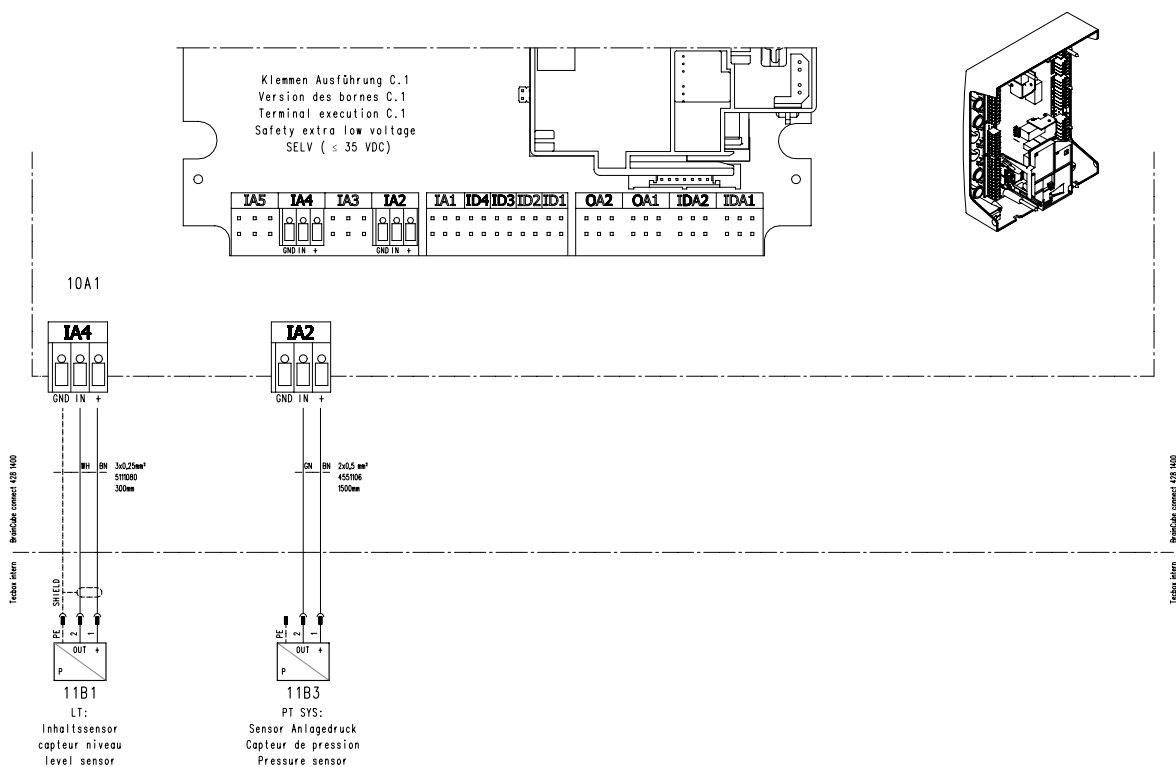 Klemmen Ausführung C.1
Version des bornes C.1
Terminal execution C.1
Safety extra low voltage
SELV ( ≤ 35 VDC)
IA5 IA4 IA3 IA2 IA1 ID4 ID3 ID2 ID1 OA2 OA1 IDA2 IDA1
GND IN + GND IN +
10A1
IA4 IA2
GND IN + GND IN +
WH BN 3x0,25mm² GN BN 2x0,5 mm²
5111080 4551106
300mm 1500mm
BrainCube connect 428 1400 BrainCube connect 428 1400
Tecbox intern Tecbox intern
SHIELD
PE 2 1 PE 2 1
OUT + OUT +
P P
11B1 11B3
LT: PT SYS:
Inhaltssensor Sensor Anlagedruck
capteur niveau Capteur de pression
level sensor Pressure sensor